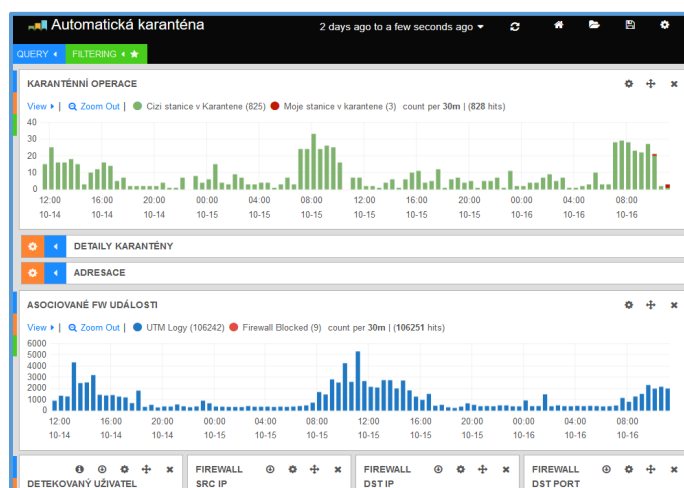 Automatická karanténa
2 days ago to a few seconds ago
QUERY FILTERING
KARANTÉNNÍ OPERACE
View | Zoom Out | Cizi stanice v Karantene (825) Moje stanice v karantene (3) count per 30m | (828 hits)
40
30
20
10
0
12:00 16:00 20:00 00:00 04:00 08:00 12:00 16:00 20:00 00:00 04:00 08:00
10-14 10-14 10-14 10-15 10-15 10-15 10-15 10-15 10-15 10-16 10-16 10-16
DETAILY KARANTÉNY
ADRESACE
ASOCIOVANÉ FW UDÁLOSTI
View | Zoom Out | UTM Logy (106242) Firewall Blocked (9) count per 30m | (106251 hits)
6000
5000
4000
3000
2000
1000
0
12:00 16:00 20:00 00:00 04:00 08:00 12:00 16:00 20:00 00:00 04:00 08:00
10-14 10-14 10-14 10-15 10-15 10-15 10-15 10-15 10-15 10-16 10-16 10-16
DETEKOVANÝ UŽIVATEL
FIREWALL
SRC IP
FIREWALL
DST IP
FIREWALL
DST PORT